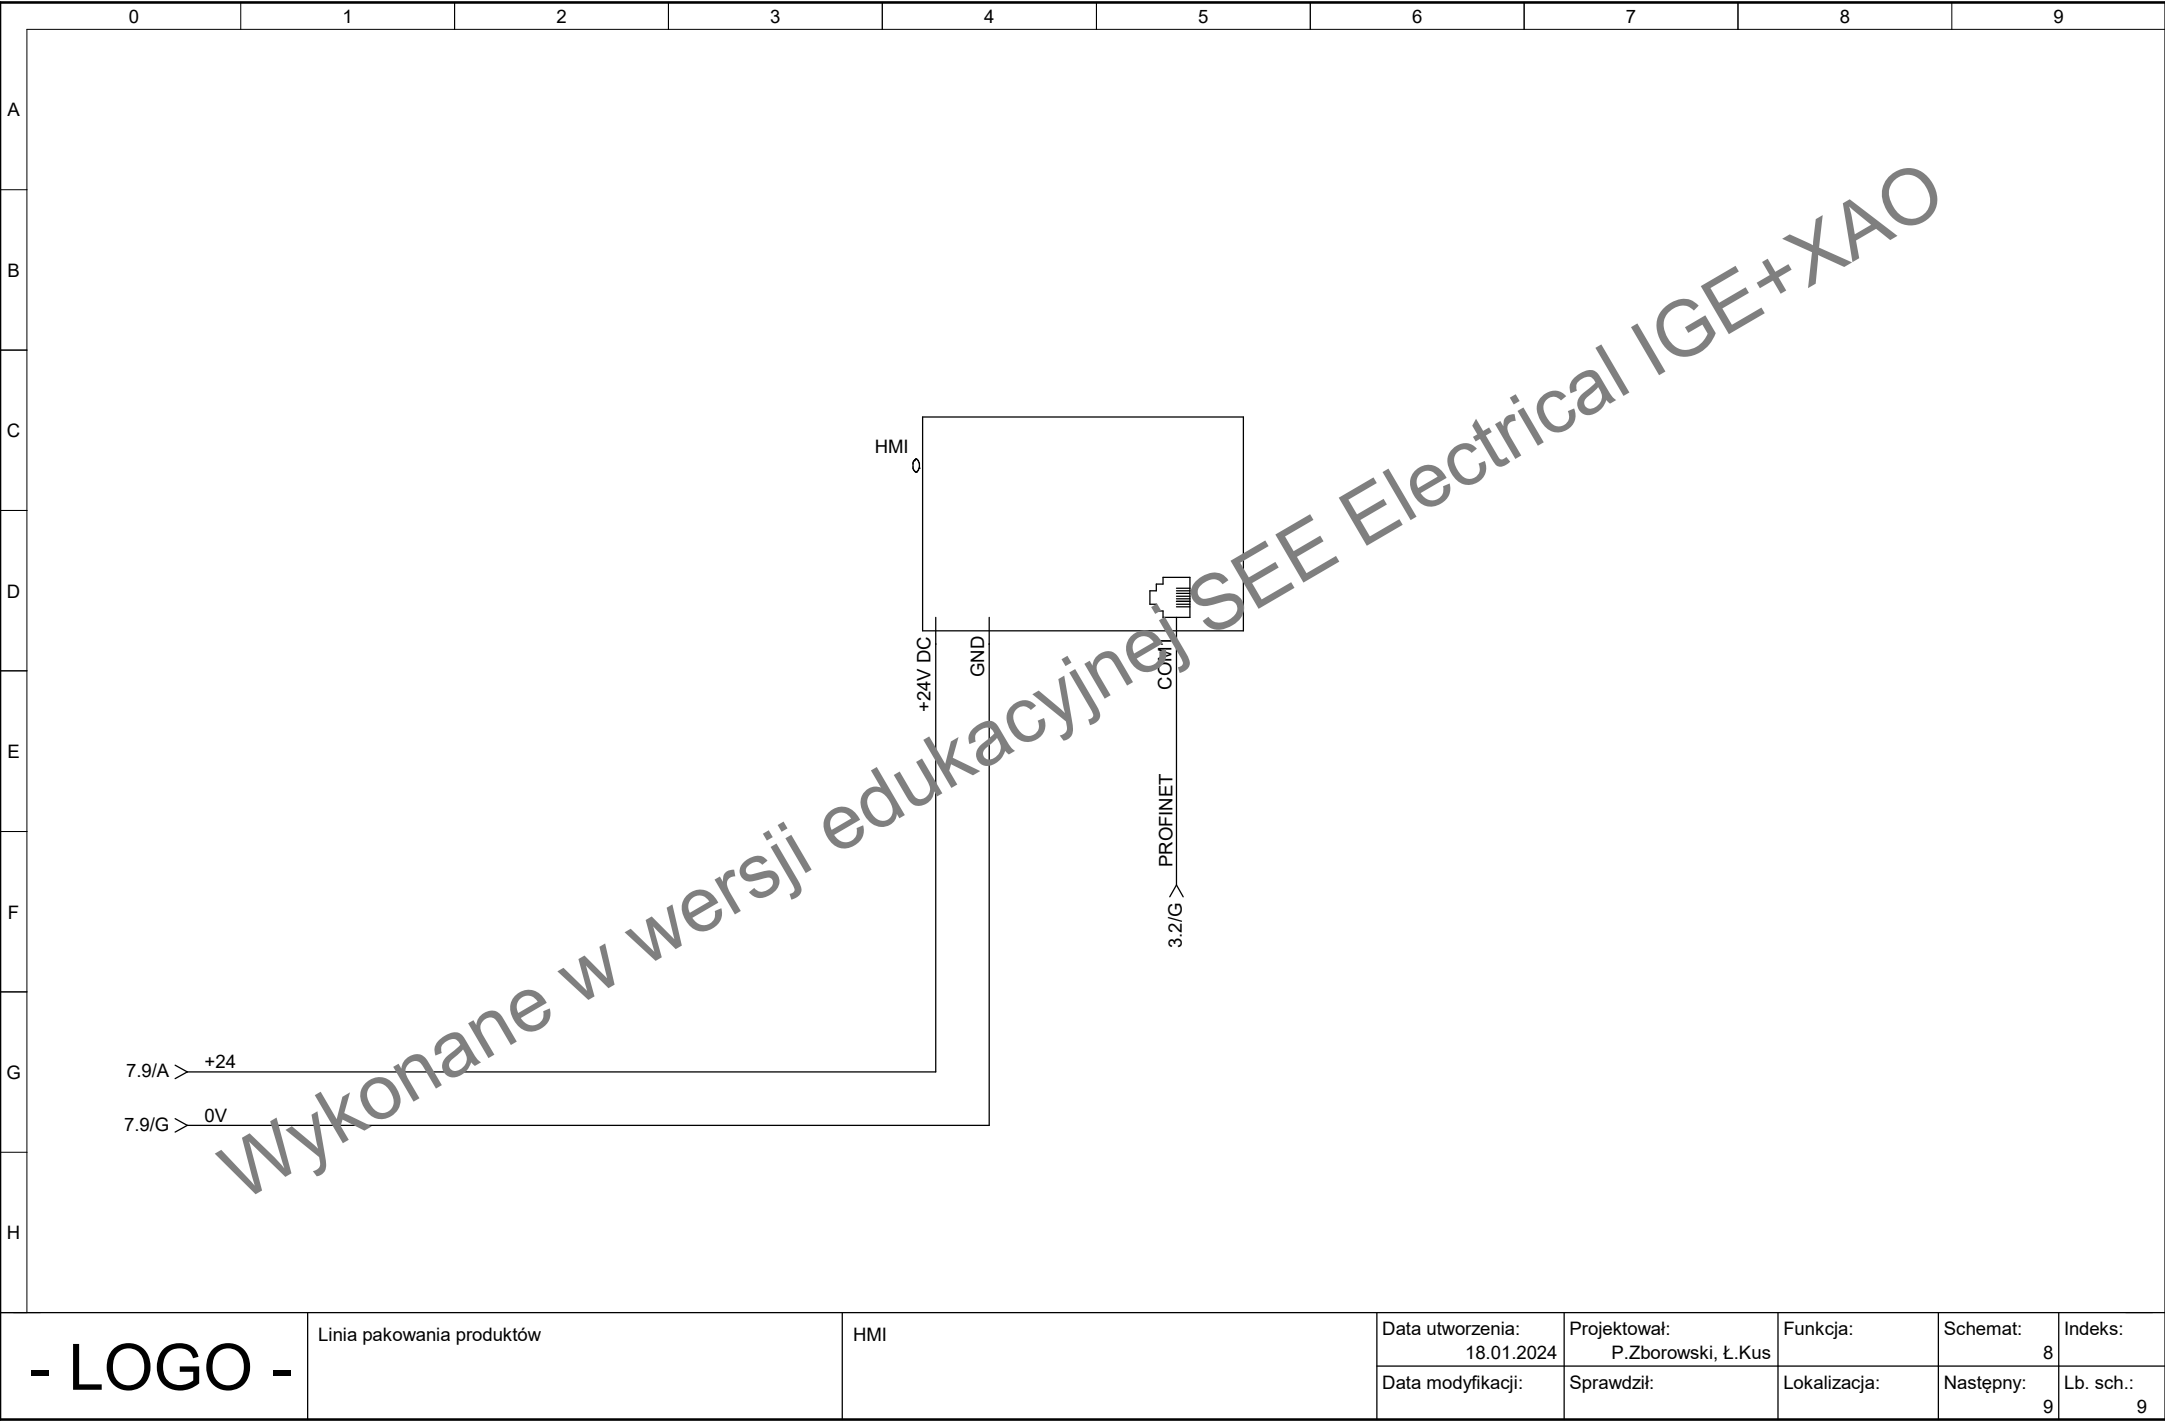 0 1 2 3 4 5 6 7 8 9
A
B
C
D
E
F
G
H
HMI
+24V DC
GND
COM1
PROFINET
3.2/G
7.9/A
+24
7.9/G
0V
Wykonane w wersji edukacyjnej SEE Electrical IGE+XAO
- LOGO -
Linia pakowania produktów
HMI
Data utworzenia:
18.01.2024
Projektował:
P.Zborowski, Ł.Kus
Funkcja:
Schemat:
8
Indeks:
Data modyfikacji:
Sprawdził:
Lokalizacja:
Następny:
9
Lb. sch.:
9